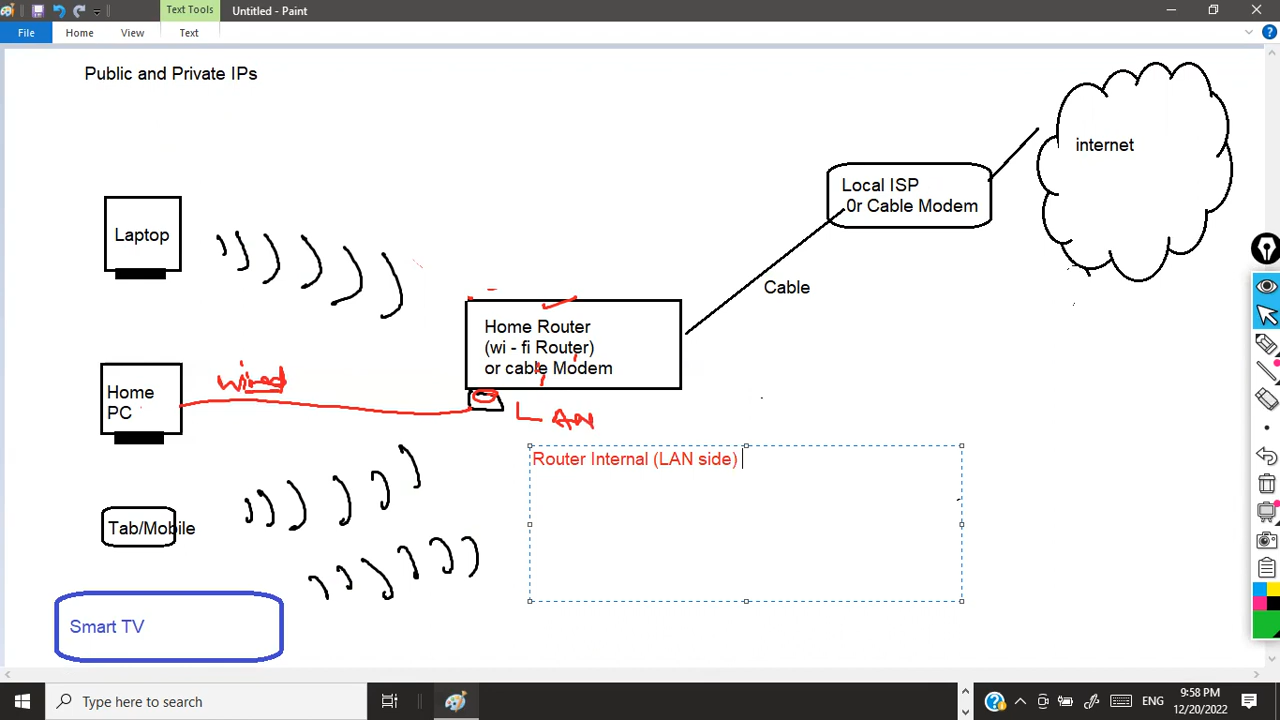 Text Tools
Untitled - Paint
File
Home
View
Text
Public and Private IPs
internet
Local ISP
0r Cable Modem
Laptop
Cable
Home Router
(wi - fi Router)
or cable Modem
wired
Home
PC
LAN
Router Internal (LAN side)
Tab/Mobile
Smart TV
Type here to search
ENG
9:58 PM
12/20/2022